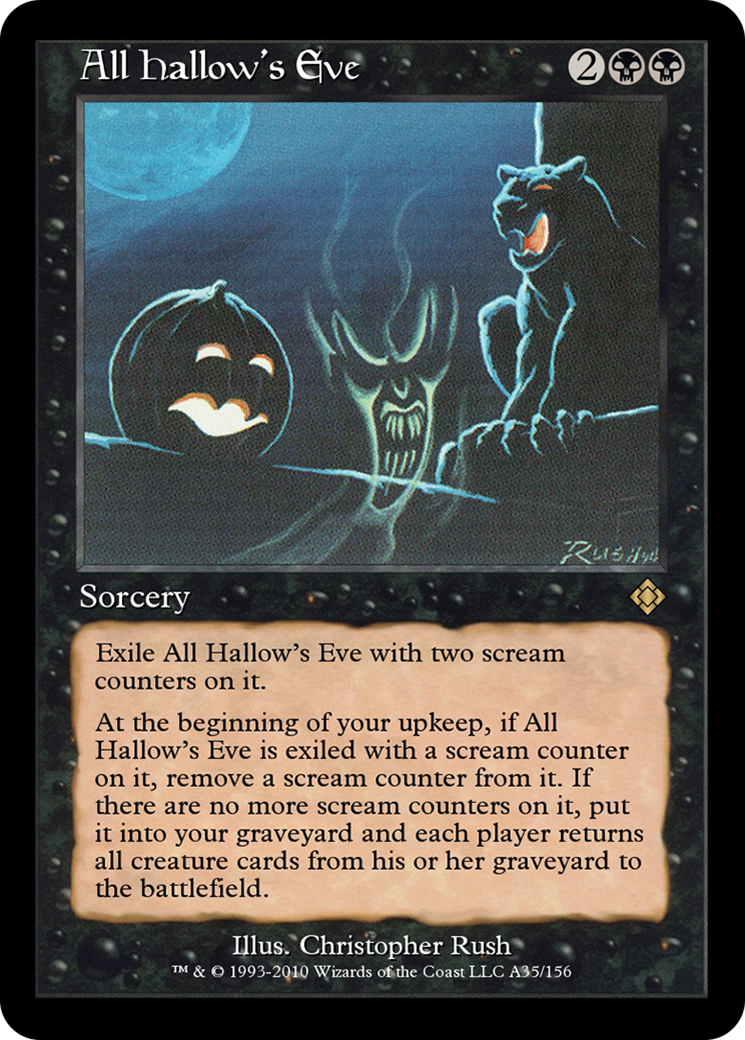 All Hallow's Eve 2
RUSH 94
Sorcery
Exile All Hallow's Eve with two scream
counters on it.
At the beginning of your upkeep, if All
Hallow's Eve is exiled with a scream counter
on it, remove a scream counter from it. If
there are no more scream counters on it, put
it into your graveyard and each player returns
all creature cards from his or her graveyard to
the battlefield.
Illus. Christopher Rush
™ & © 1993-2010 Wizards of the Coast LLC A35/156